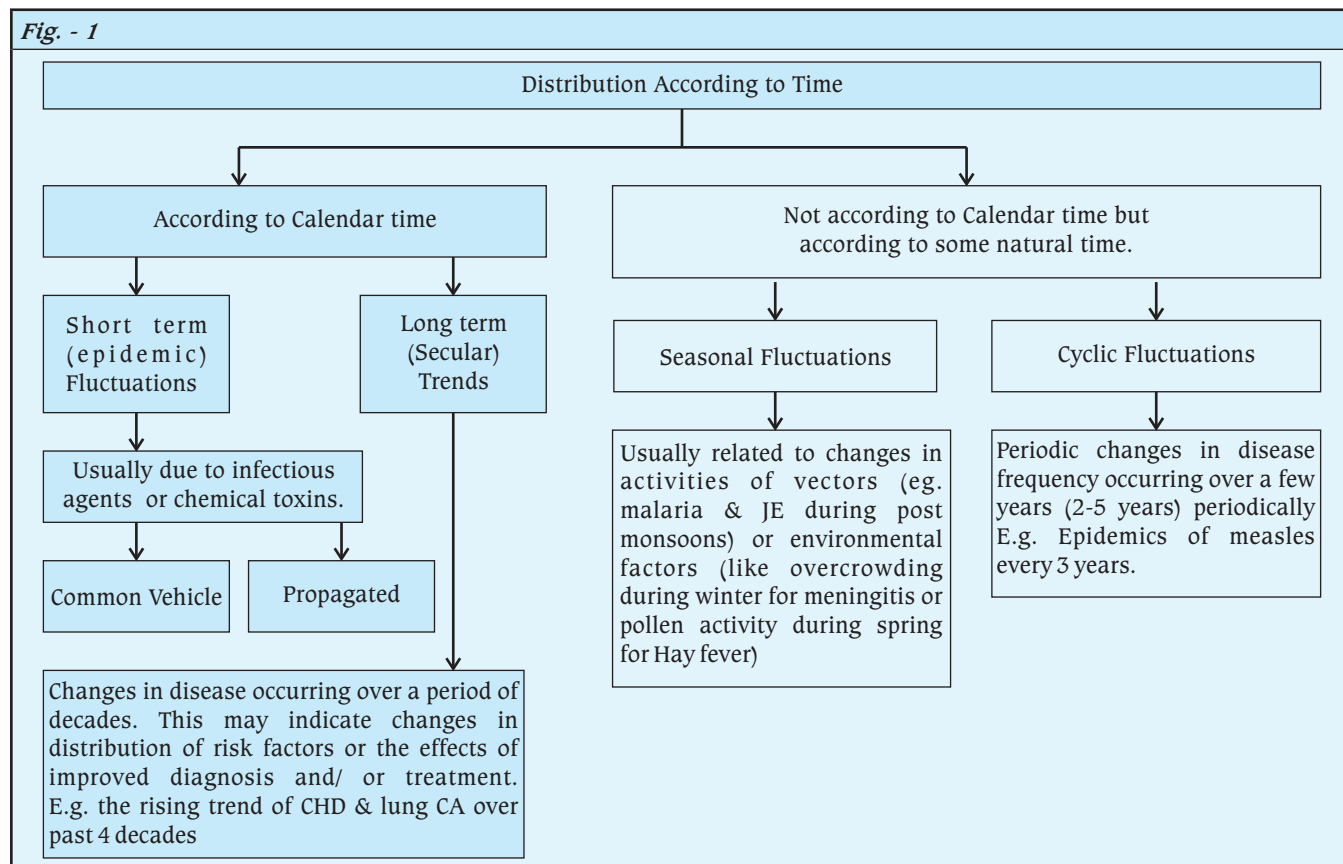 Fig. - 1
Distribution According to Time
According to Calendar time
Not according to Calendar time but
according to some natural time.
Short term
(epidemic)
Fluctuations
Long term
(Secular)
Trends
Seasonal Fluctuations
Cyclic Fluctuations
Usually due to infectious
agents or chemical toxins.
Common Vehicle
Propagated
Usually related to changes in
activities of vectors (eg.
malaria & JE during post
monsoons) or environmental
factors (like overcrowding
during winter for meningitis or
pollen activity during spring
for Hay fever)
Periodic changes in disease
frequency occurring over a few
years (2-5 years) periodically
E.g. Epidemics of measles
every 3 years.
Changes in disease occurring over a period of
decades. This may indicate changes in
distribution of risk factors or the effects of
improved diagnosis and/ or treatment.
E.g. the rising trend of CHD & lung CA over
past 4 decades